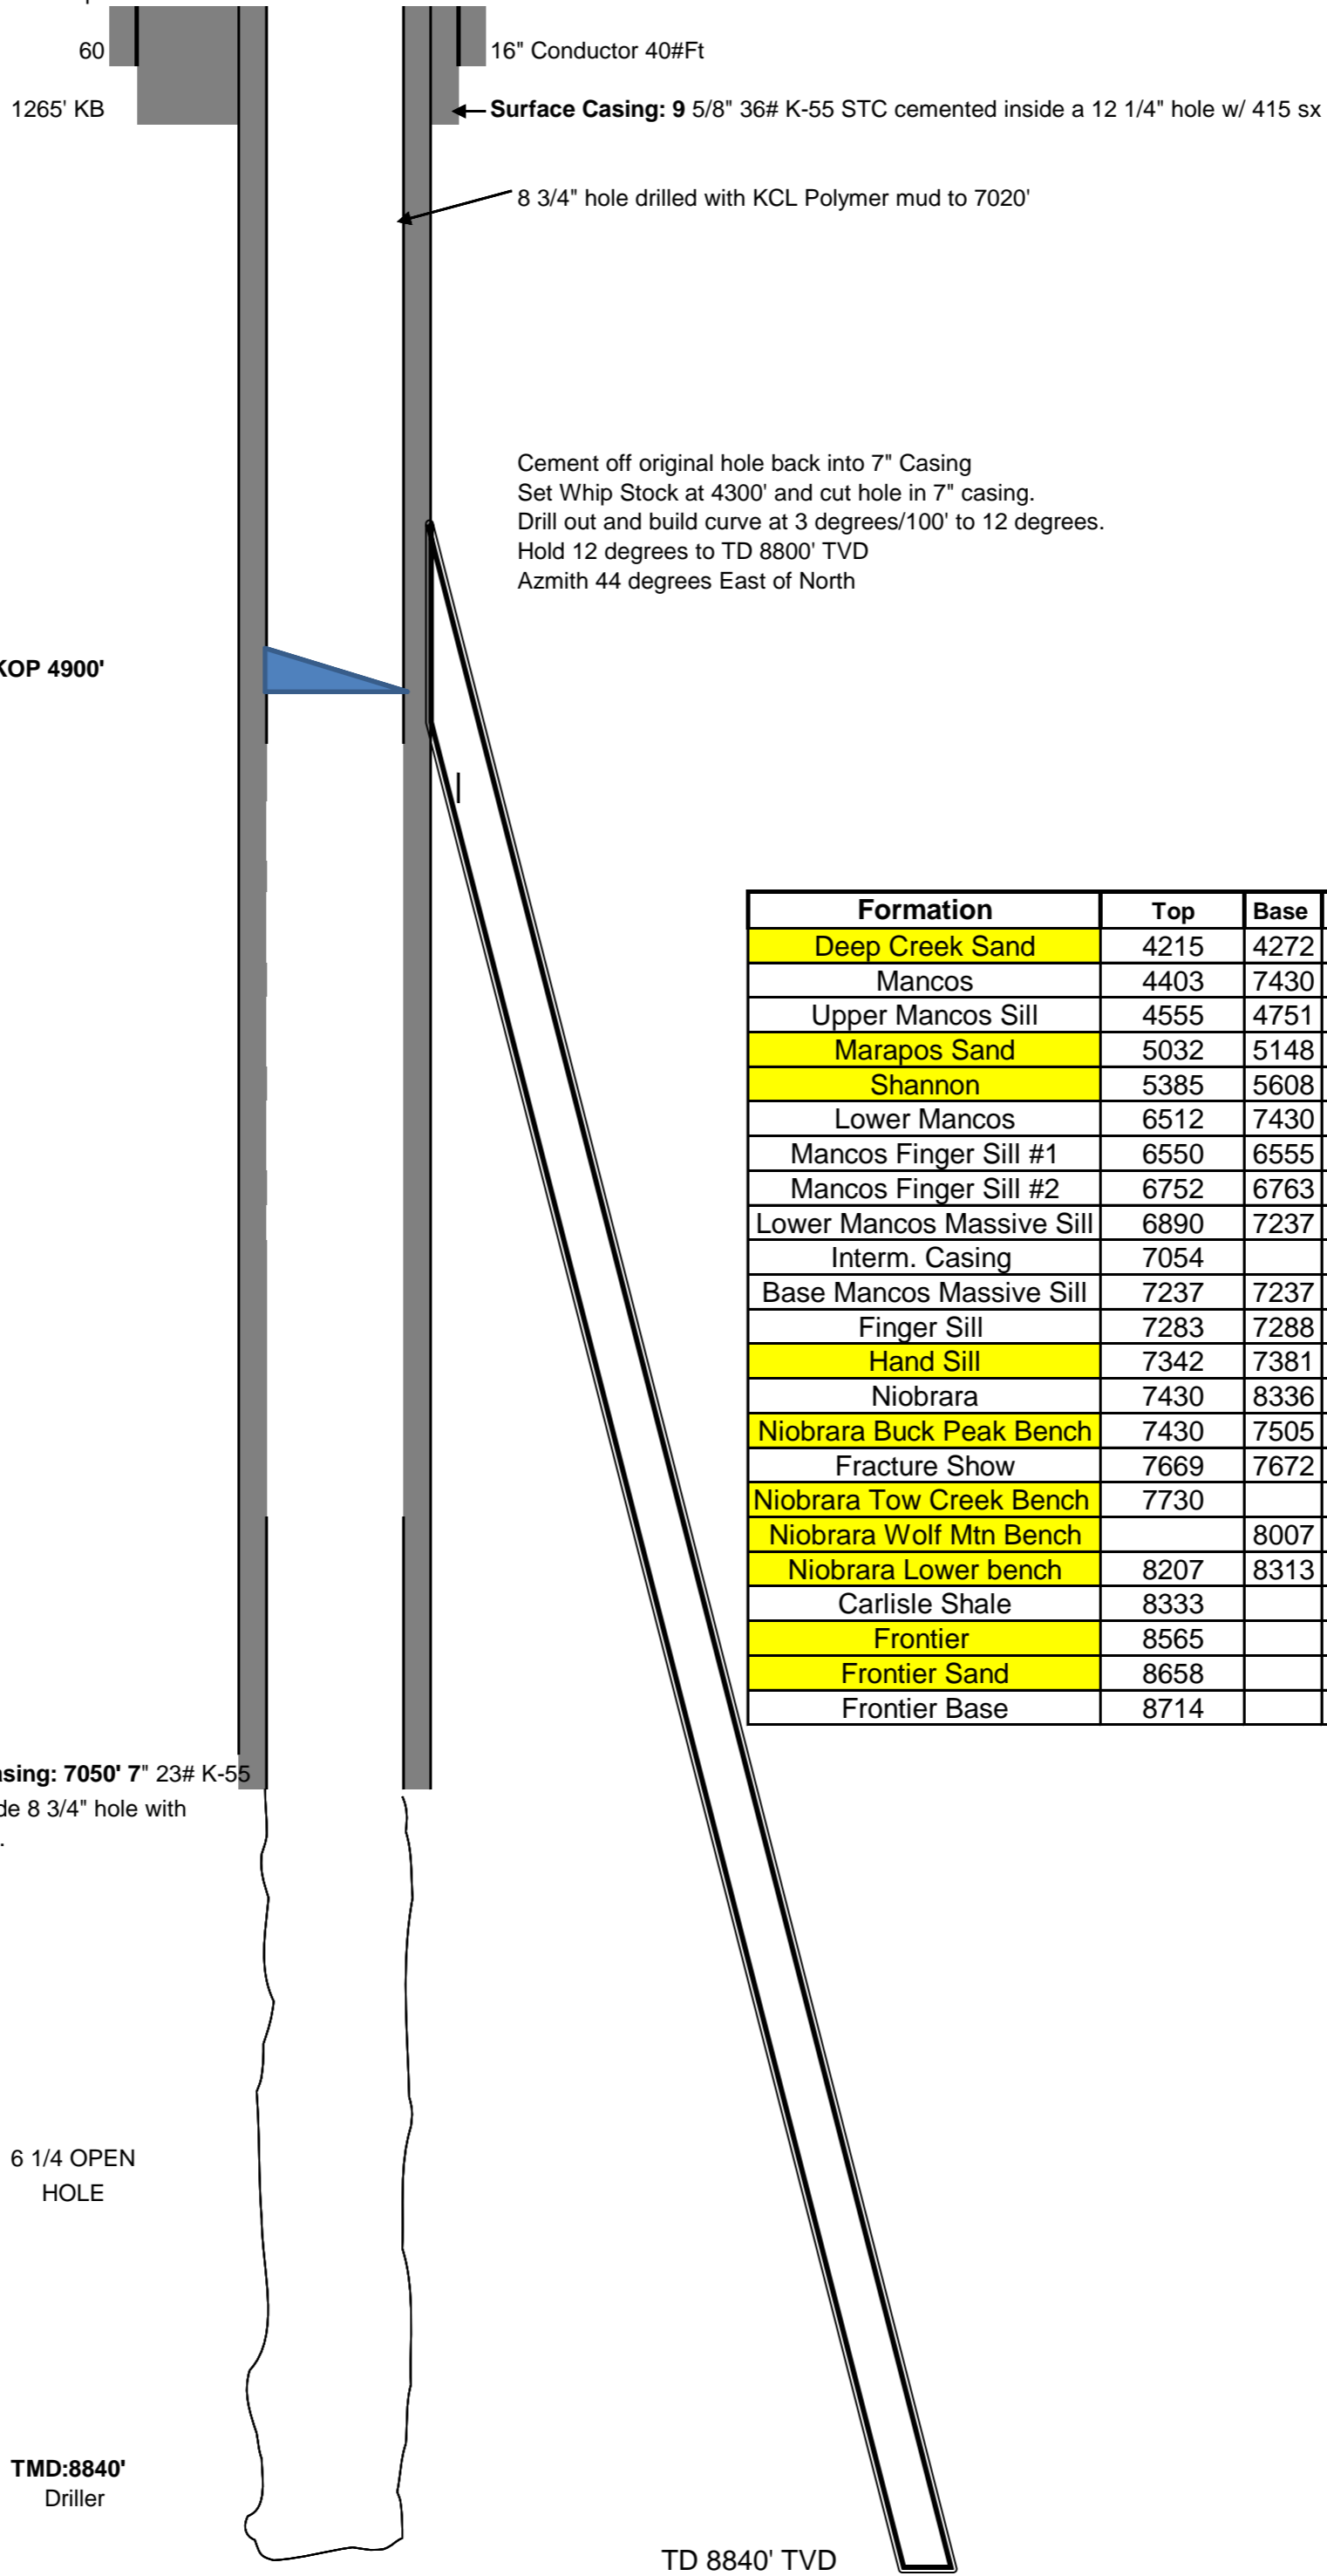 60
16" Conductor 40#Ft
1265' KB
Surface Casing: 9 5/8" 36# K-55 STC cemented inside a 12 1/4" hole w/ 415 sx
8 3/4" hole drilled with KCL Polymer mud to 7020'
Cement off original hole back into 7" Casing
Set Whip Stock at 4300' and cut hole in 7" casing.
Drill out and build curve at 3 degrees/100' to 12 degrees.
Hold 12 degrees to TD 8800' TVD
Azmith 44 degrees East of North
KOP 4900'
Formation Top Base
Deep Creek Sand 4215 4272
Mancos 4403 7430
Upper Mancos Sill 4555 4751
Marapos Sand 5032 5148
Shannon 5385 5608
Lower Mancos 6512 7430
Mancos Finger Sill #1 6550 6555
Mancos Finger Sill #2 6752 6763
Lower Mancos Massive Sill 6890 7237
Interm. Casing 7054
Base Mancos Massive Sill 7237 7237
Finger Sill 7283 7288
Hand Sill 7342 7381
Niobrara 7430 8336
Niobrara Buck Peak Bench 7430 7505
Fracture Show 7669 7672
Niobrara Tow Creek Bench 7730
Niobrara Wolf Mtn Bench 8007
Niobrara Lower bench 8207 8313
Carlisle Shale 8333
Frontier 8565
Frontier Sand 8658
Frontier Base 8714
asing: 7050' 7" 23# K-55
de 8 3/4" hole with
.
6 1/4 OPEN
HOLE
TMD:8840'
Driller
TD 8840' TVD